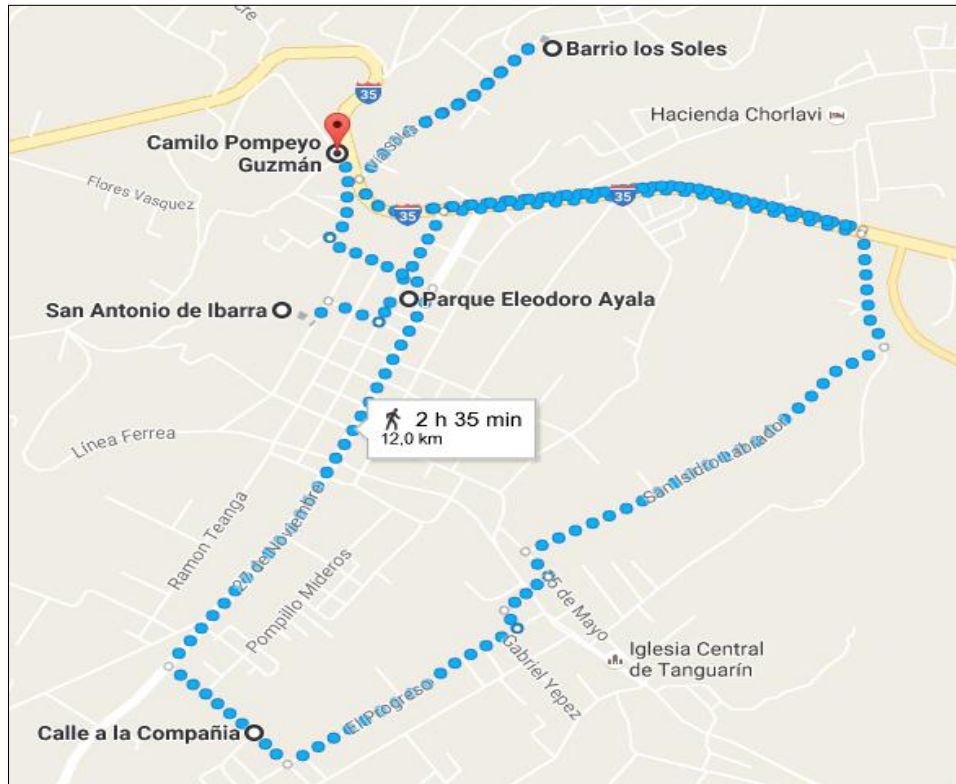 Barrio los Soles
35
Hacienda Chorlavi
Camilo Pompeyo
Guzmán
Vía Soles
Flores Vasquez
35
35
San Antonio de Ibarra
Parque Eleodoro Ayala
2 h 35 min
12,0 km
Línea Ferrea
San Isidro Labrador
Ramon Teanga
27 de Noviembre
Pompillo Mideros
25 de Mayo
Iglesia Central
de Tanguarín
Gabriel Yepez
El Progreso
Calle a la Compañia